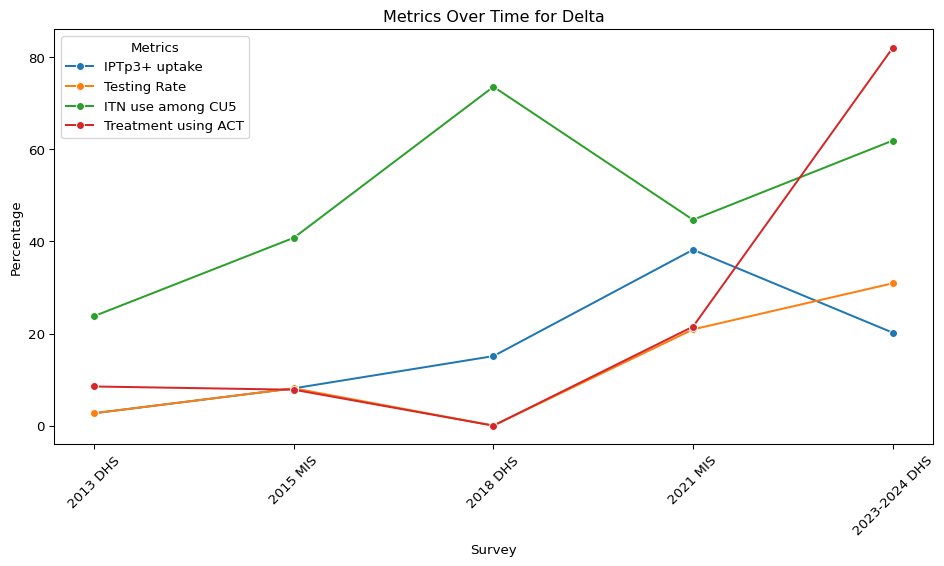 Metrics Over Time for Delta
Metrics
IPTp3+ uptake
Testing Rate
ITN use among CU5
Treatment using ACT
Percentage
80
60
40
20
0
2013 DHS
2015 MIS
2018 DHS
2021 MIS
2023-2024 DHS
Survey